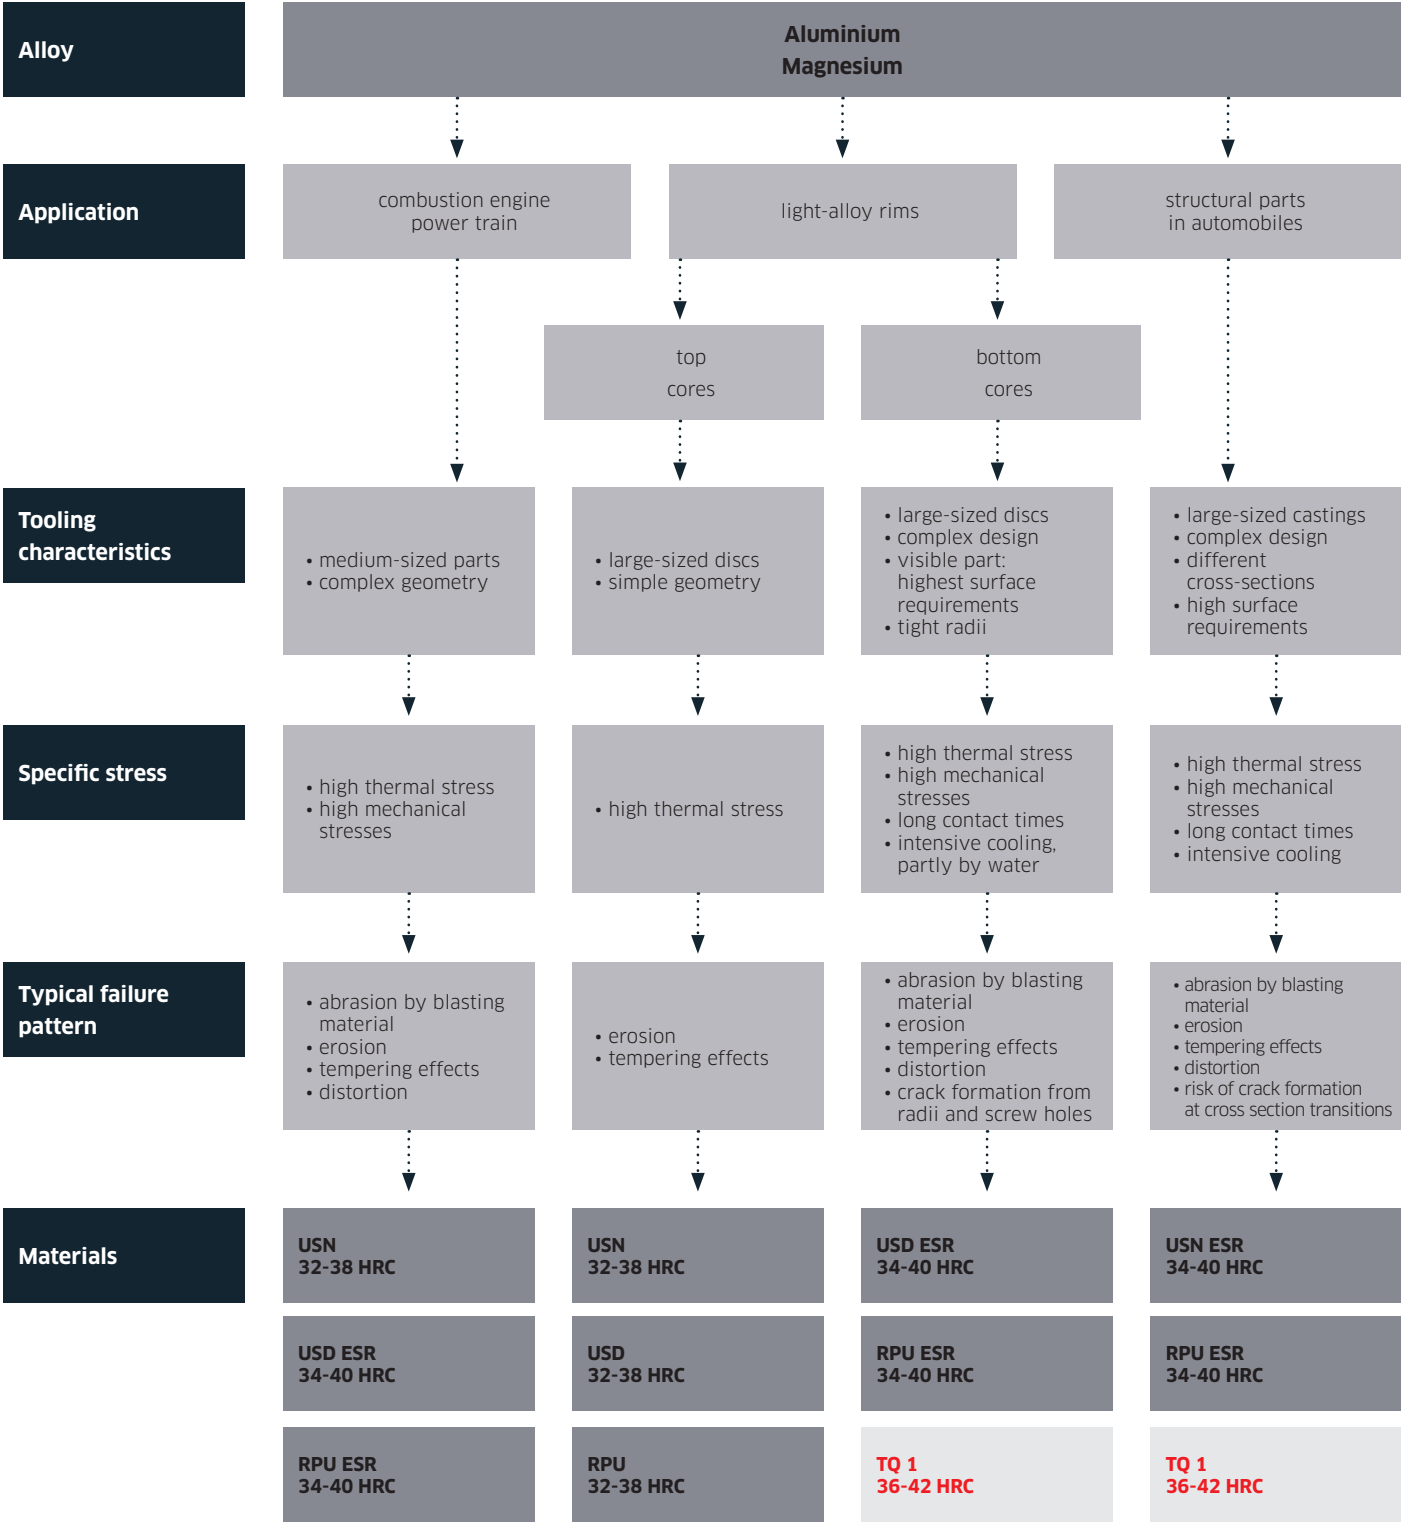 Alloy
Aluminium
Magnesium
Application
combustion engine
power train
light-alloy rims
structural parts
in automobiles
top
cores
bottom
cores
Tooling
characteristics
• medium-sized parts
• complex geometry
• large-sized discs
• simple geometry
• large-sized discs
• complex design
• visible part:
highest surface
requirements
• tight radii
• large-sized castings
• complex design
• different
cross-sections
• high surface
requirements
Specific stress
• high thermal stress
• high mechanical
stresses
• high thermal stress
• high thermal stress
• high mechanical
stresses
• long contact times
• intensive cooling,
partly by water
• high thermal stress
• high mechanical
stresses
• long contact times
• intensive cooling
Typical failure
pattern
• abrasion by blasting
material
• erosion
• tempering effects
• distortion
• erosion
• tempering effects
• abrasion by blasting
material
• erosion
• tempering effects
• distortion
• crack formation from
radii and screw holes
• abrasion by blasting
material
• erosion
• tempering effects
• distortion
• risk of crack formation
at cross section transitions
Materials
USN
32-38 HRC
USN
32-38 HRC
USD ESR
34-40 HRC
USN ESR
34-40 HRC
USD ESR
34-40 HRC
USD
32-38 HRC
RPU ESR
34-40 HRC
RPU ESR
34-40 HRC
RPU ESR
34-40 HRC
RPU
32-38 HRC
TQ 1
36-42 HRC
TQ 1
36-42 HRC